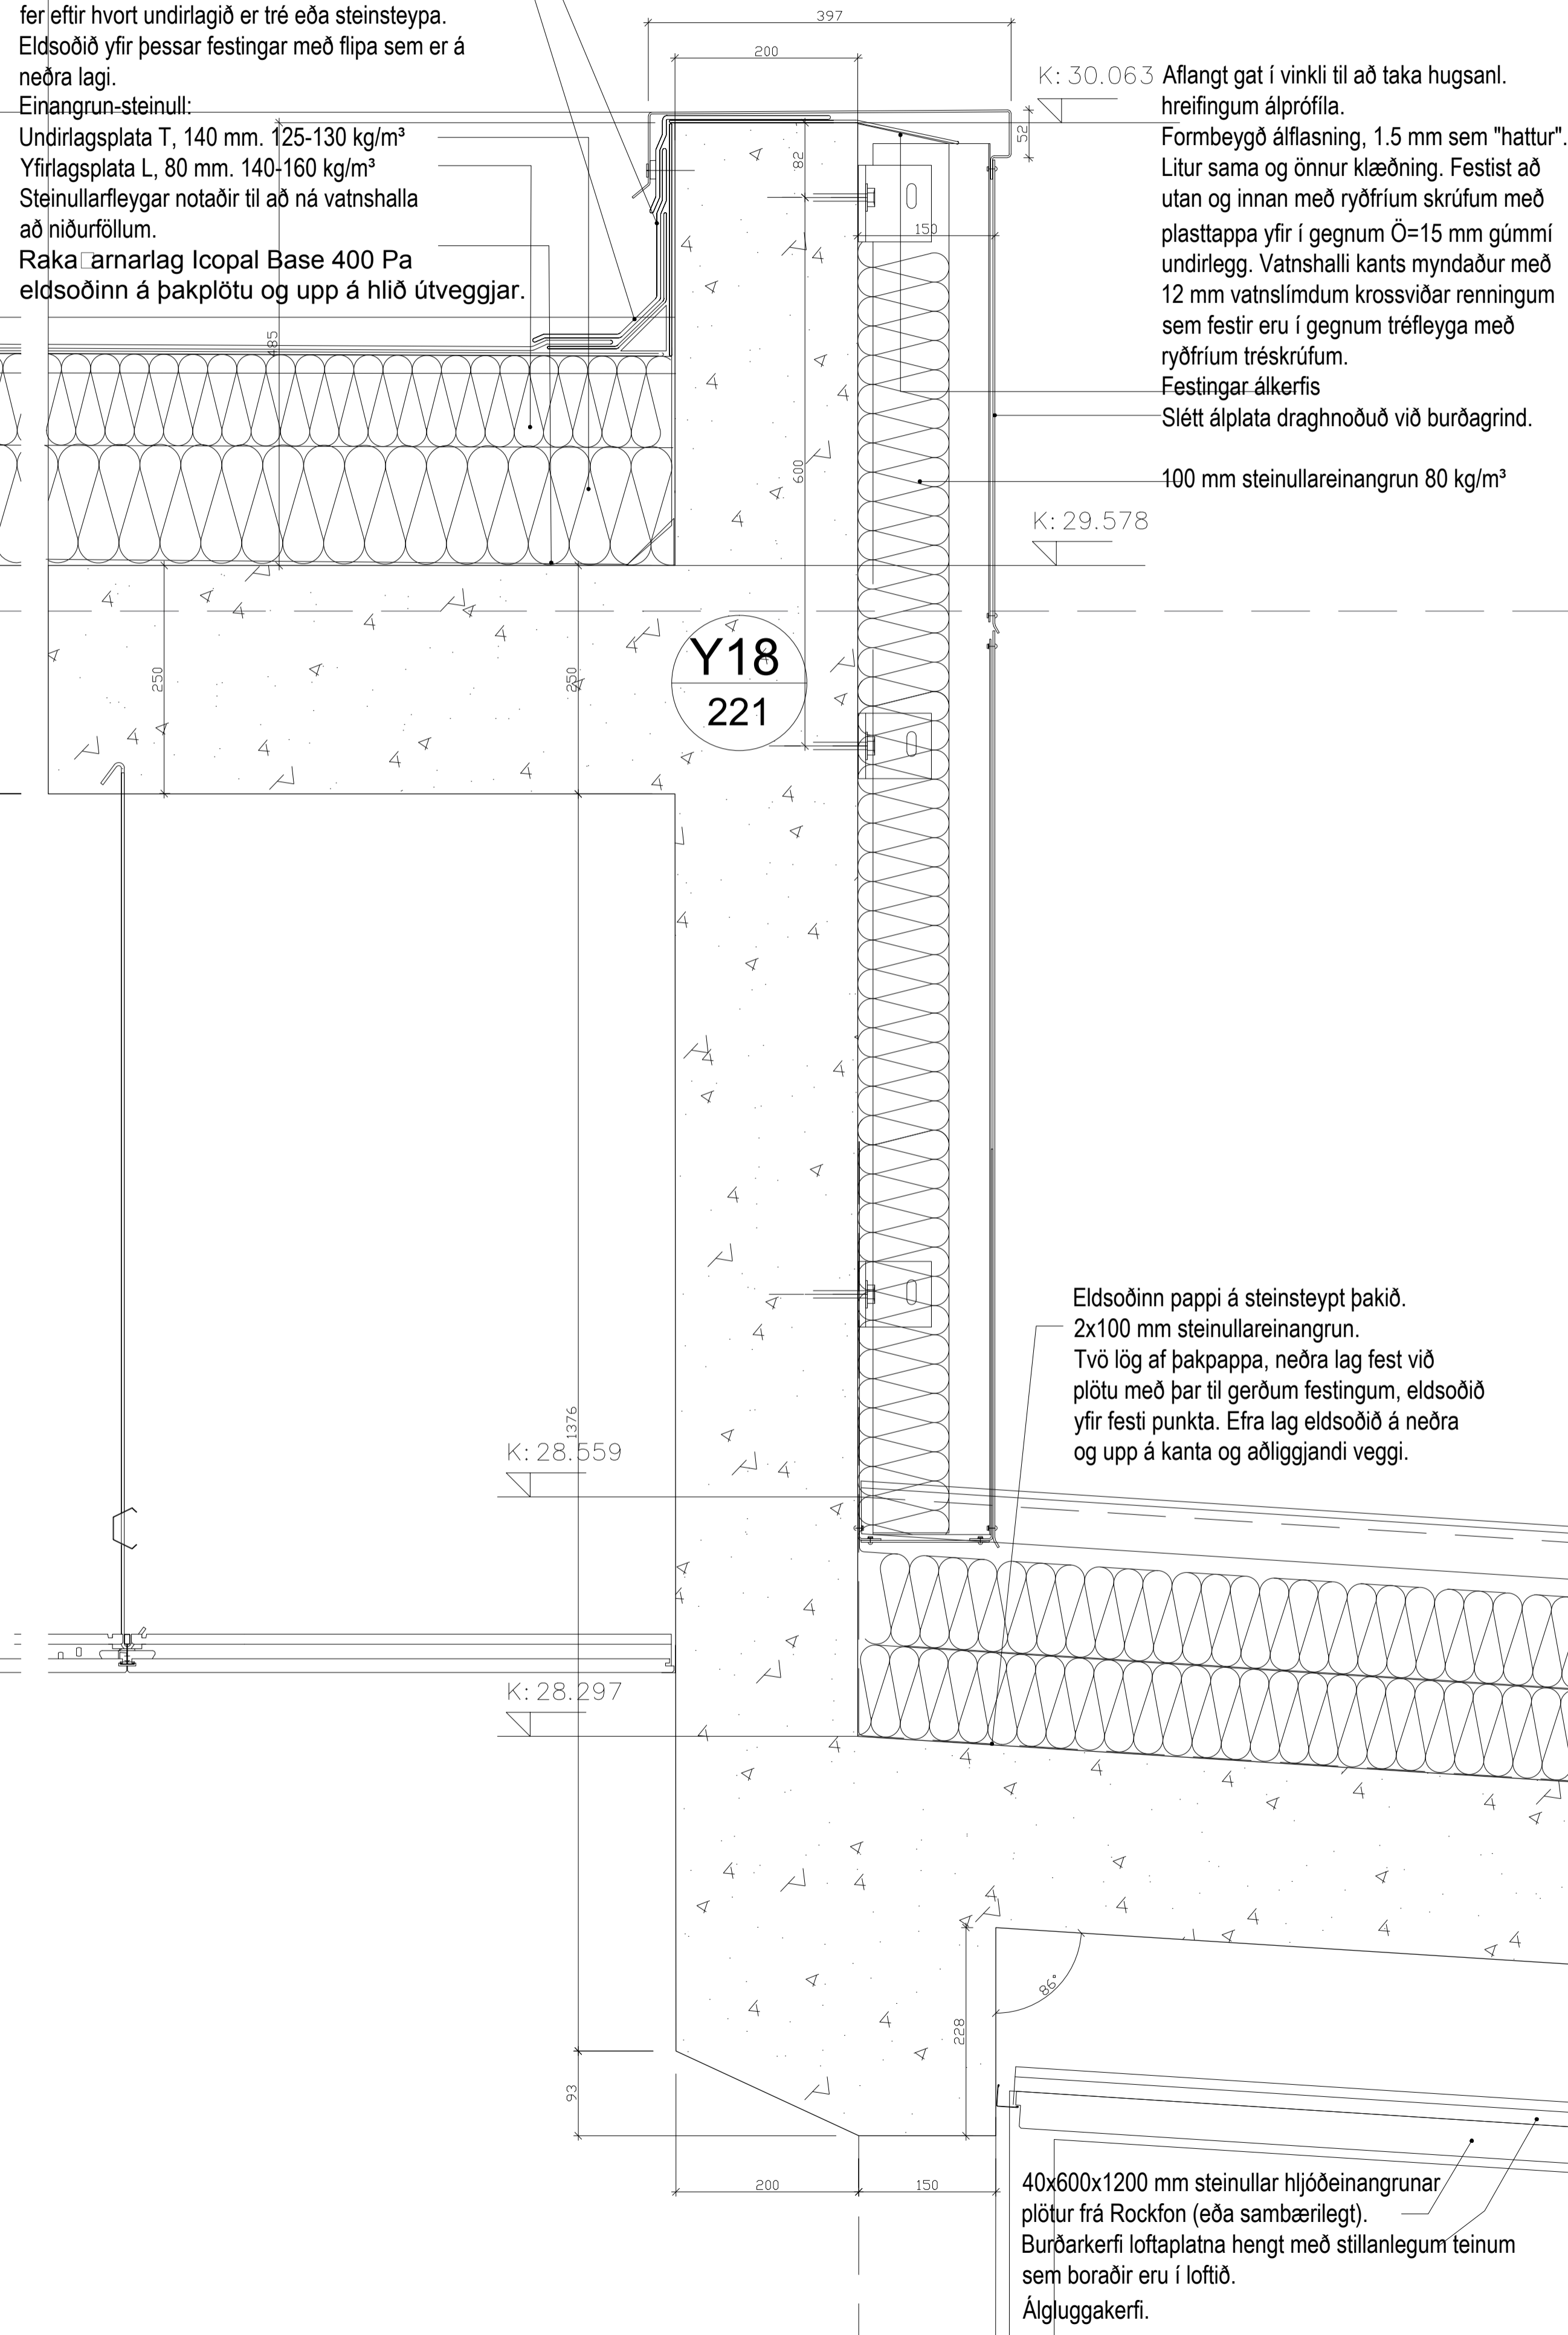 fer eftir hvort undirlagið er tré eða steinsteypa.
Eldsoðið yfir þessar festingar með flipa sem er á
neðra lagi.
Einangrun-steinull:
Undirlagsplata T, 140 mm. 125-130 kg/m³
Yfirlagsplata L, 80 mm. 140-160 kg/m³
Steinullarfleygar notaðir til að ná vatnshalla
að niðurföllum.
Raka□arnarlag Icopal Base 400 Pa
eldsoðinn á þakplötu og upp á hlið útveggjar.
397
200
K: 30.063
52
82
150
485
600
Aflangt gat í vinkli til að taka hugsanl.
hreifingum álprófíla.
Formbeygð álflasning, 1.5 mm sem "hattur".
Litur sama og önnur klæðning. Festist að
utan og innan með ryðfríum skrúfum með
plasttappa yfir í gegnum Ö=15 mm gúmmí
undirlegg. Vatnshalli kants myndaður með
12 mm vatnslímdum krossviðar renningum
sem festir eru í gegnum tréfleyga með
ryðfríum tréskrúfum.
Festingar álkerfis
Slétt álplata draghnoðuð við burðagrind.
100 mm steinullareinangrun 80 kg/m³
K: 29.578
250
250
Y18
221
Eldsoðinn pappi á steinsteypt þakið.
2x100 mm steinullareinangrun.
Tvö lög af þakpappa, neðra lag fest við
plötu með þar til gerðum festingum, eldsoðið
yfir festi punkta. Efra lag eldsoðið á neðra
og upp á kanta og aðliggjandi veggi.
1376
K: 28.559
K: 28.297
86°
228
93
200
150
40x600x1200 mm steinullar hljóðeinangrunar
plötur frá Rockfon (eða sambærilegt).
Burðarkerfi loftaplatna hengt með stillanlegum teinum
sem boraðir eru í loftið.
Álgluggakerfi.